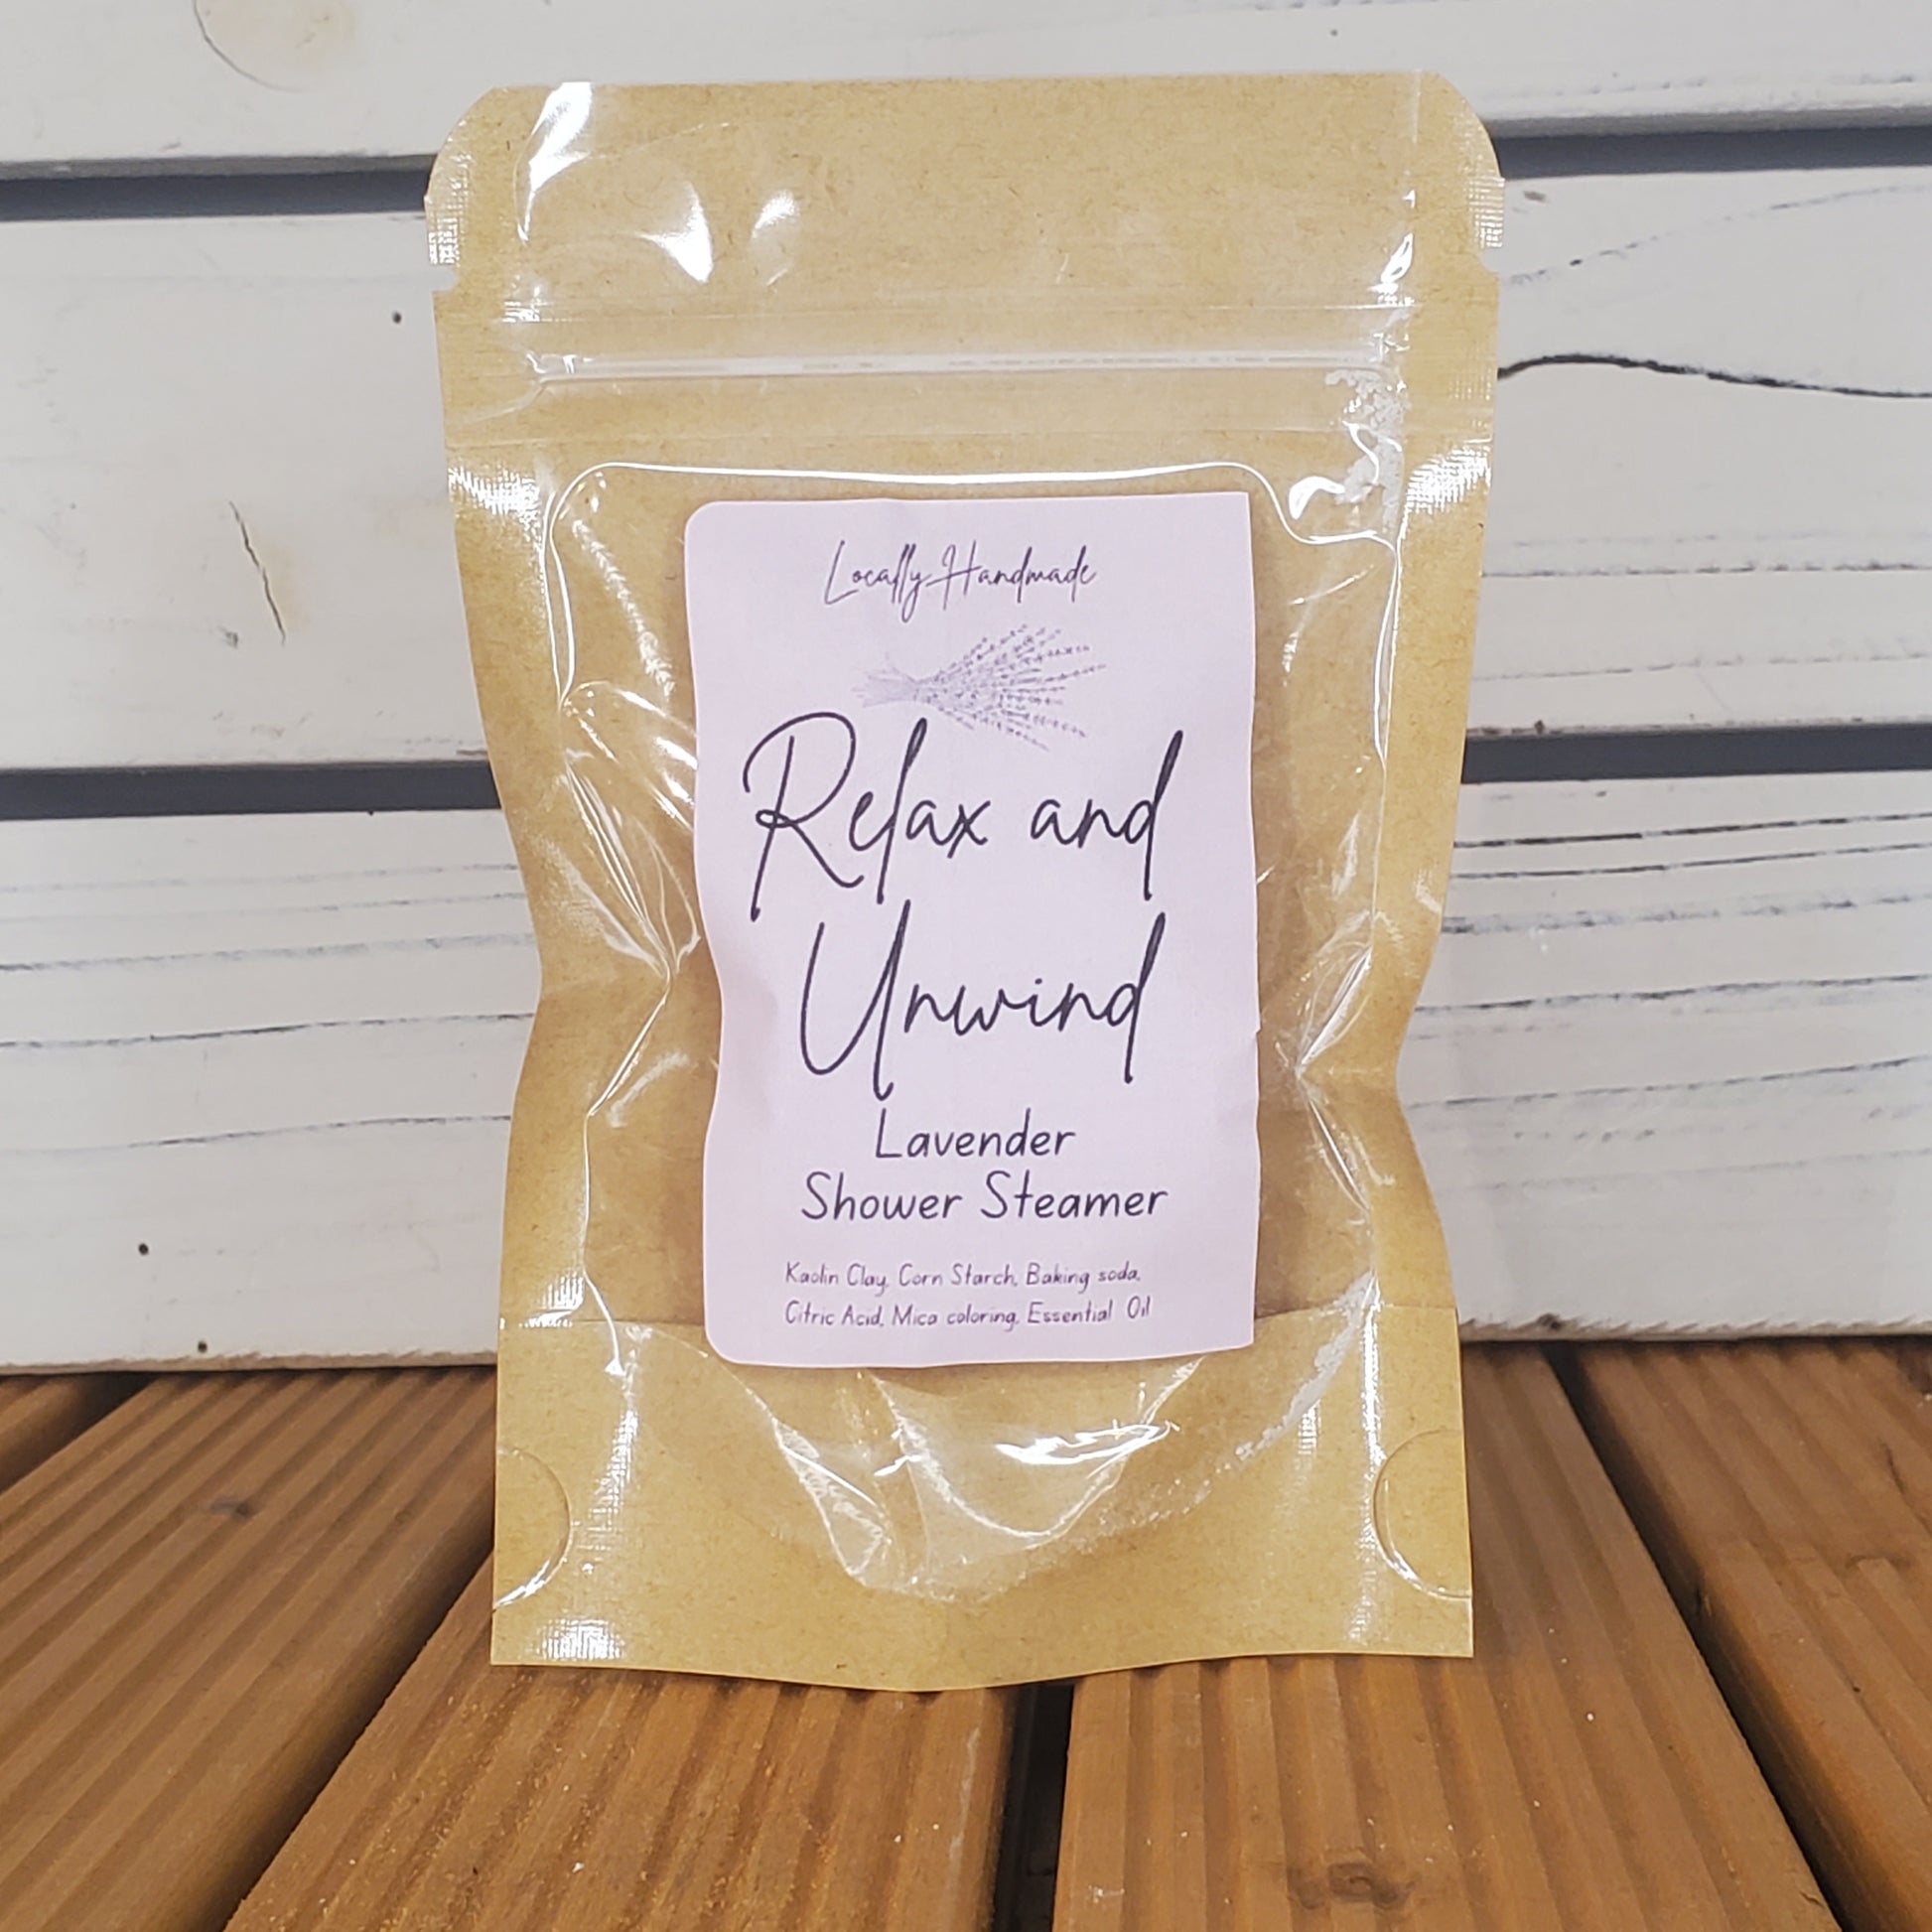 Locally Handmade
Relax and
Unwind
Lavender
Shower Steamer
Kaolin Clay, Corn Starch, Baking soda,
Citric Acid, Mica coloring, Essential Oil